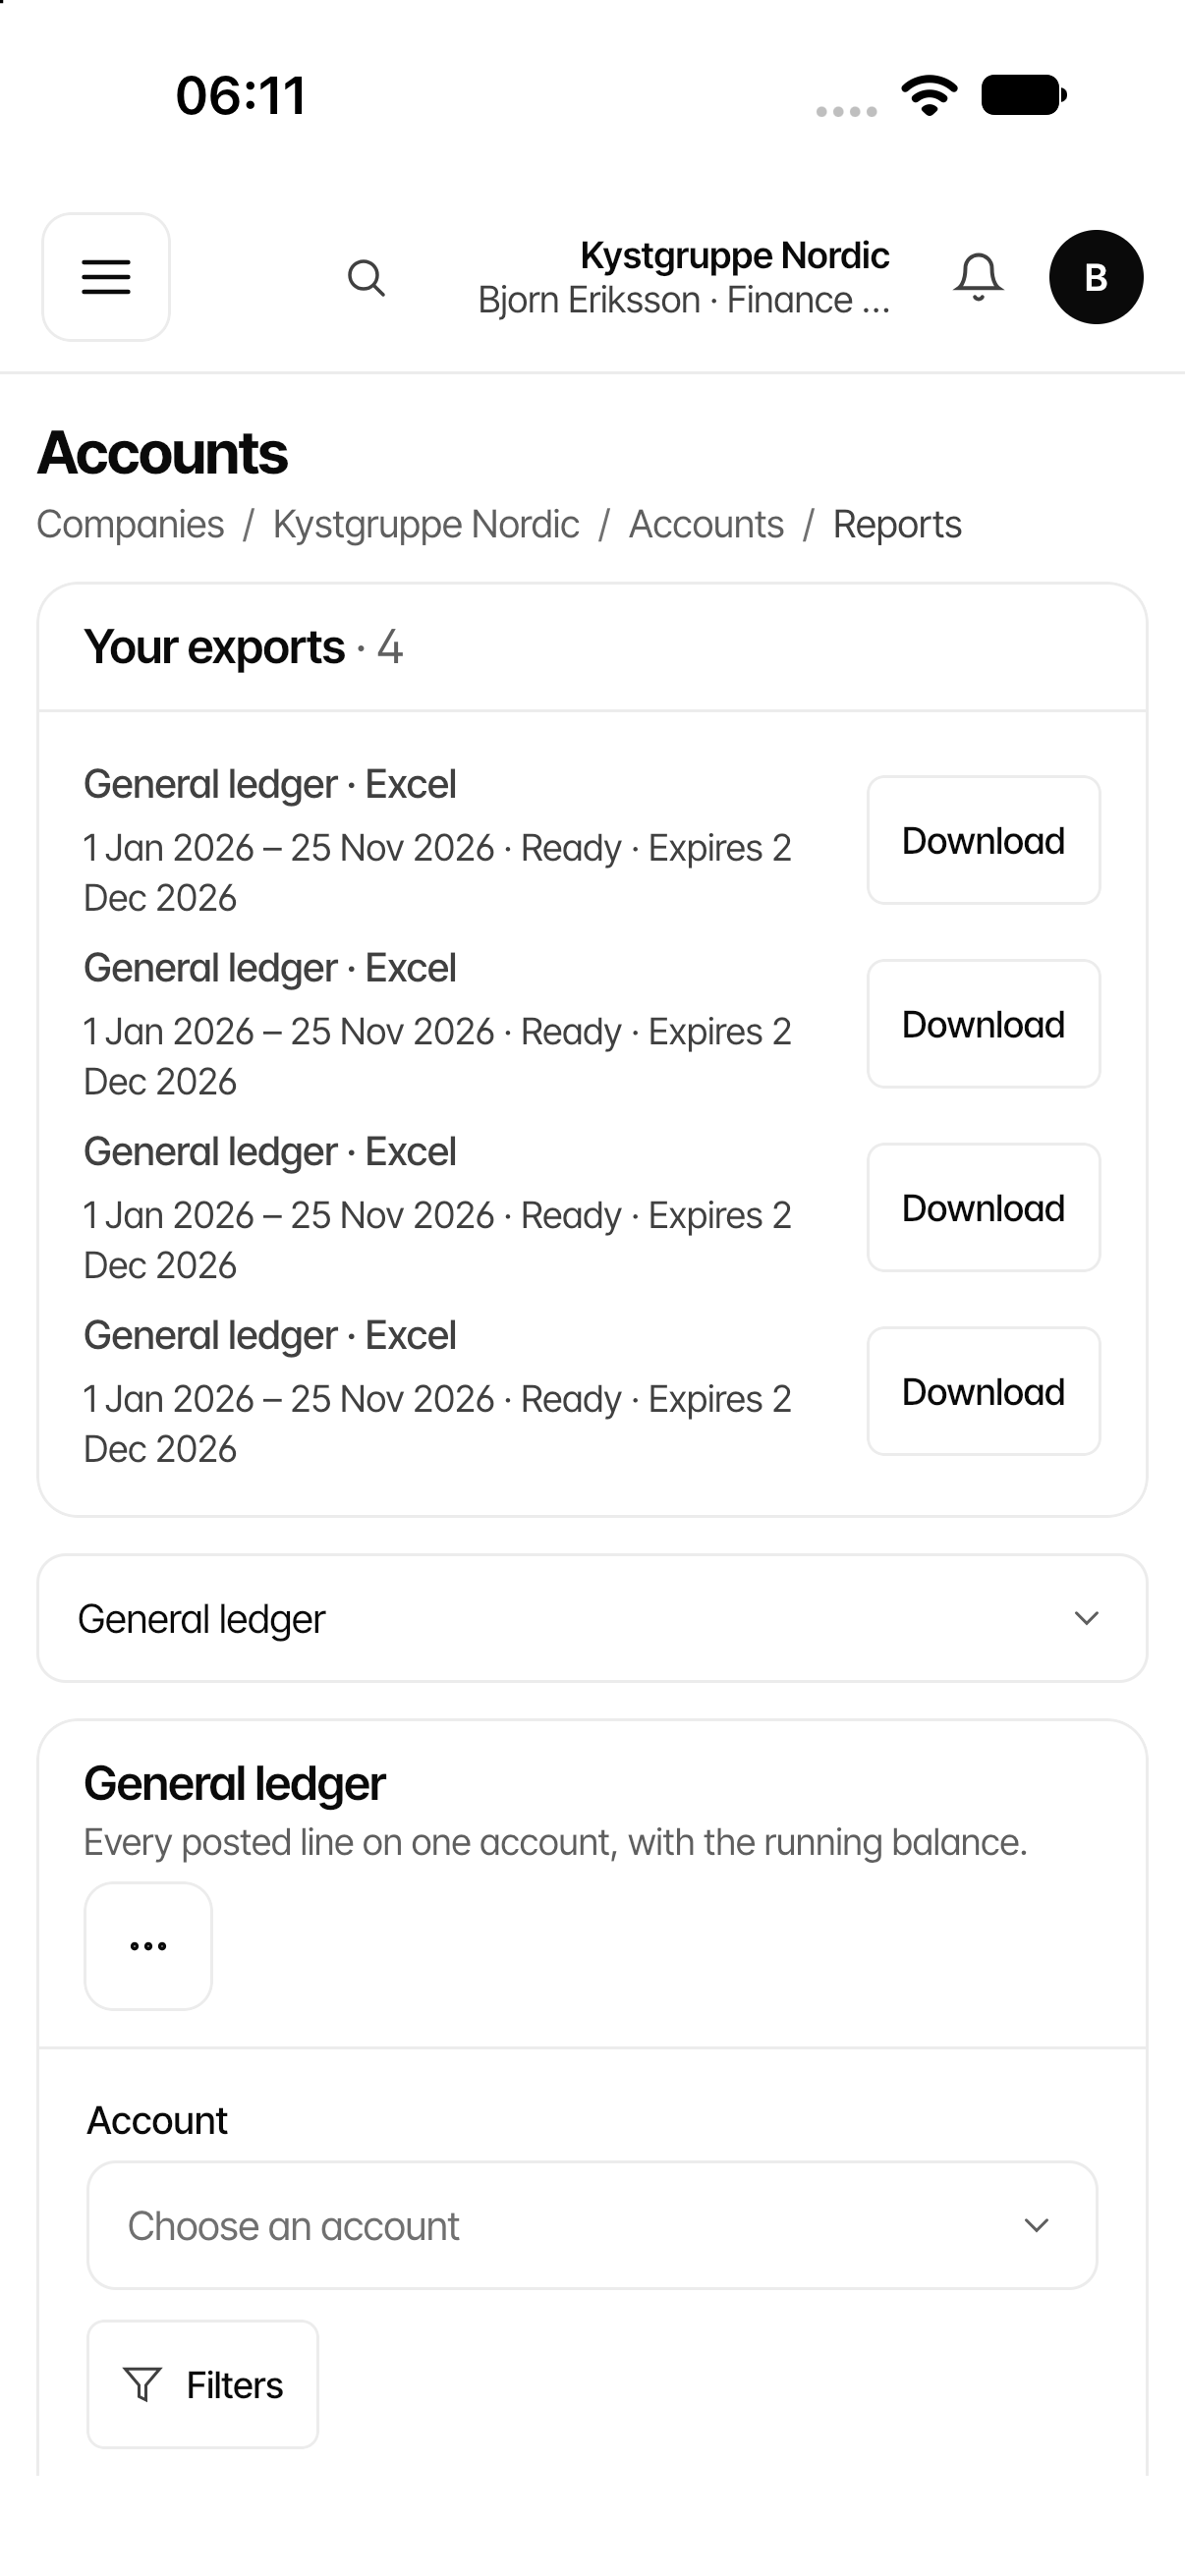 06:11
Kystgruppe Nordic
Bjorn Eriksson · Finance ...
B
Accounts
Companies / Kystgruppe Nordic / Accounts / Reports
Your exports · 4
General ledger · Excel
1 Jan 2026 – 25 Nov 2026 · Ready · Expires 2
Dec 2026
Download
General ledger · Excel
1 Jan 2026 – 25 Nov 2026 · Ready · Expires 2
Dec 2026
Download
General ledger · Excel
1 Jan 2026 – 25 Nov 2026 · Ready · Expires 2
Dec 2026
Download
General ledger · Excel
1 Jan 2026 – 25 Nov 2026 · Ready · Expires 2
Dec 2026
Download
General ledger
General ledger
Every posted line on one account, with the running balance.
Account
Choose an account
Filters